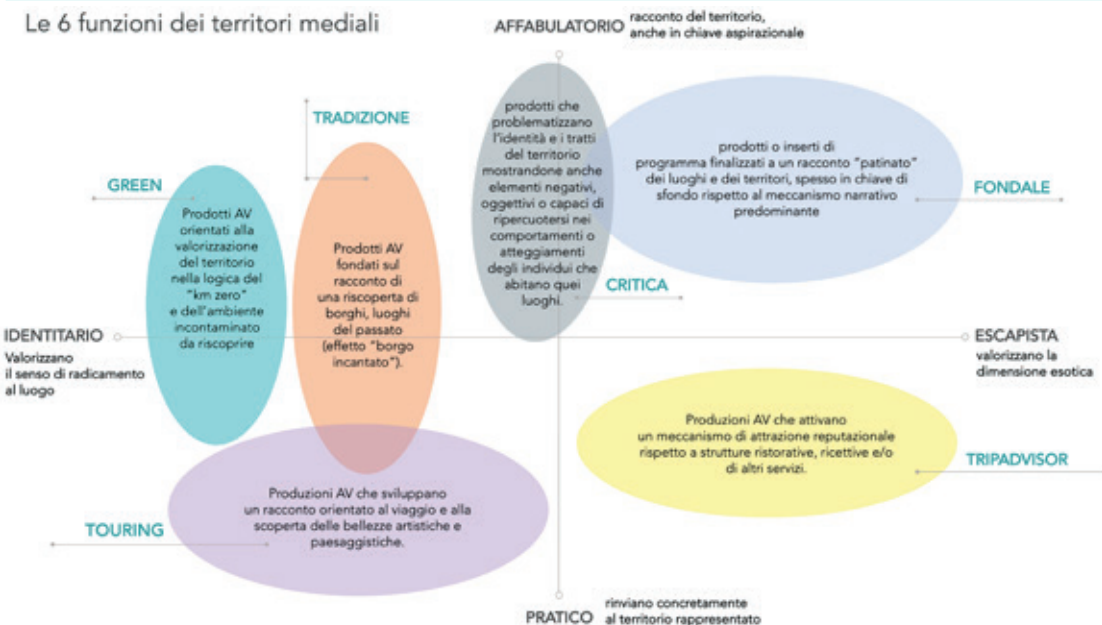 Le 6 funzioni dei territori mediali
AFFABULATORIO
racconto del territorio,
anche in chiave aspirazionale
TRADIZIONE
GREEN
Prodotti AV
orientati alla
valorizzazione
del territorio
nella logica del
"km zero"
e dell'ambiente
incontaminato
da riscoprire
Prodotti AV
fondati sul
racconto di
una riscoperta di
borghi, luoghi
del passato
(effetto "borgo
incantato").
prodotti che
problematizzano
l'identità e i tratti
del territorio
mostrandone anche
elementi negativi,
oggettivi o capaci di
ripercuotersi nei
comportamenti o
atteggiamenti
degli individui che
abitano quei
luoghi.
CRITICA
prodotti o inserti di
programma finalizzati a un racconto "patinato"
dei luoghi e dei territori, spesso in chiave di
sfondo rispetto al meccanismo narrativo
predominante
FONDALE
IDENTITARIO
Valorizzano
il senso di radicamento
al luogo
ESCAPISTA
valorizzano la
dimensione esotica
Produzioni AV che attivano
un meccanismo di attrazione reputazionale
rispetto a strutture ristorative, ricettive e/o
di altri servizi.
TRIPADVISOR
Produzioni AV che sviluppano
un racconto orientato al viaggio e alla
scoperta delle bellezze artistiche e
paesaggistiche.
TOURING
PRATICO
rinviano concretamente
al territorio rappresentato